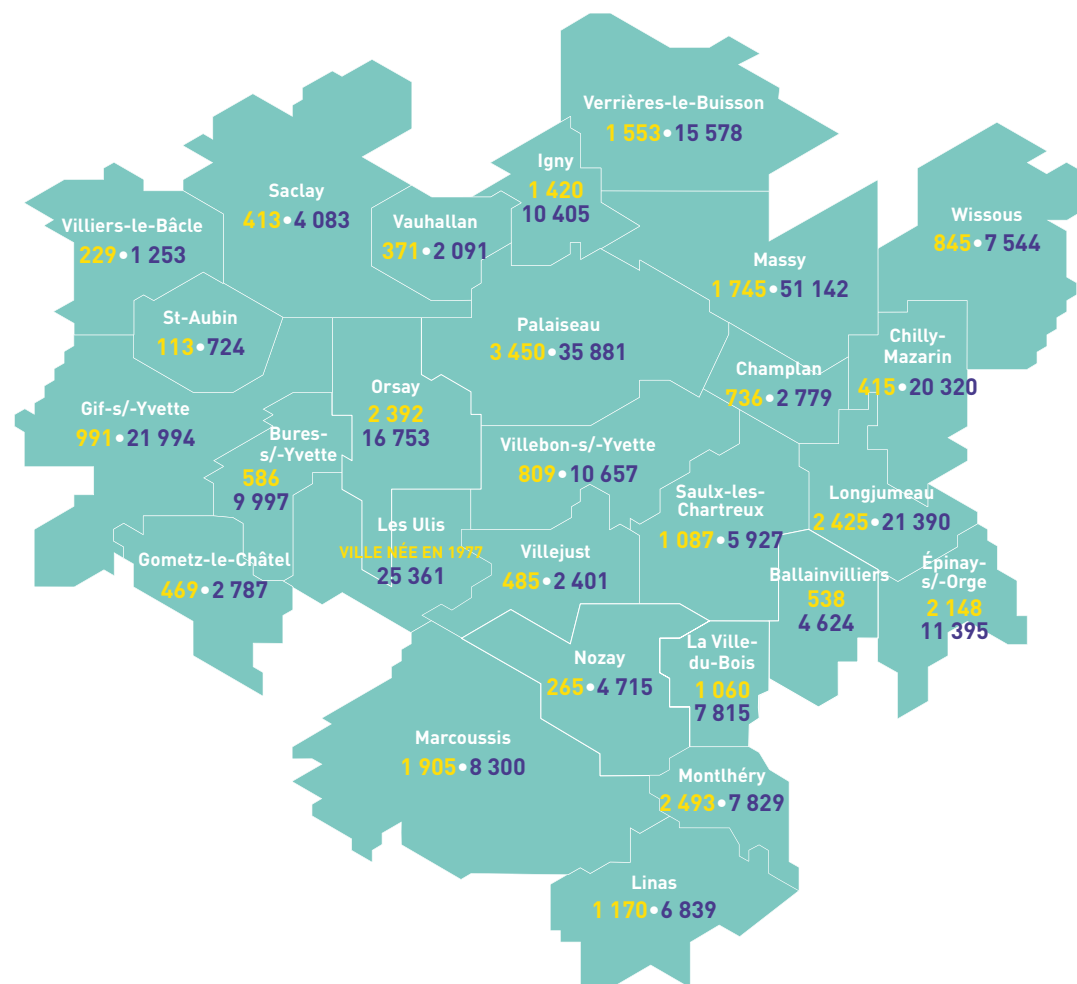 Verrières-le-Buisson
1 553•15 578
Igny
1 420
10 405
Saclay
413•4 083
Vauhallan
371•2 091
Villiers-le-Bâcle
229•1 253
Wissous
845•7 544
Massy
1 745•51 142
St-Aubin
113•724
Palaiseau
3 450•35 881
Chilly-
Mazarin
415•20 320
Champlan
736•2 779
Orsay
2 392
16 753
Gif-s/-Yvette
991•21 994
Bures-
s/-Yvette
586
9 997
Villebon-s/-Yvette
809•10 657
Saulx-les-
Chartreux
1 087•5 927
Longjumeau
2 425•21 390
Les Ulis
VILLE NÉE EN 1977
25 361
Villejust
485•2 401
Gometz-le-Châtel
469•2 787
Ballainvilliers
538
4 624
Épinay-
s/-Orge
2 148
11 395
Nozay
265•4 715
La Ville-
du-Bois
1 060
7 815
Marcoussis
1 905•8 300
Montlhéry
2 493•7 829
Linas
1 170•6 839